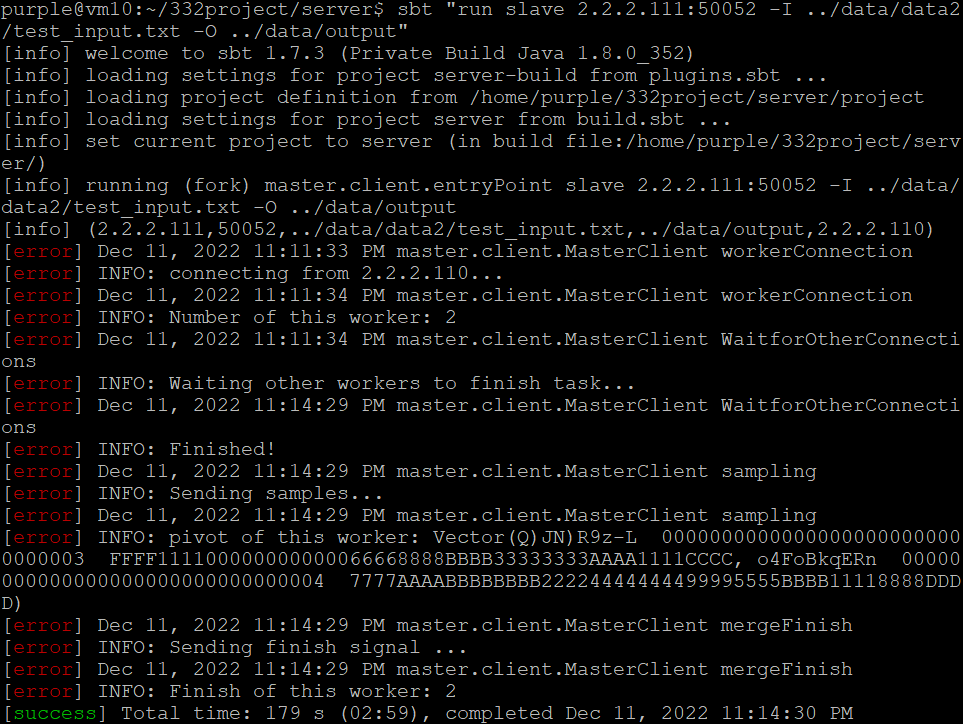 purple@vm10:~/332project/server$ sbt "run slave 2.2.2.111:50052 -I ../data/data2
/test_input.txt -O ../data/output"
[info] welcome to sbt 1.7.3 (Private Build Java 1.8.0_352)
[info] loading settings for project server-build from plugins.sbt ...
[info] loading project definition from /home/purple/332project/server/project
[info] loading settings for project server from build.sbt ...
[info] set current project to server (in build file:/home/purple/332project/serv
er/)
[info] running (fork) master.client.entryPoint slave 2.2.2.111:50052 -I ../data/
data2/test_input.txt -O ../data/output
[info] (2.2.2.111,50052,../data/data2/test_input.txt,../data/output,2.2.2.110)
[error] Dec 11, 2022 11:11:33 PM master.client.MasterClient workerConnection
[error] INFO: connecting from 2.2.2.110...
[error] Dec 11, 2022 11:11:34 PM master.client.MasterClient workerConnection
[error] INFO: Number of this worker: 2
[error] Dec 11, 2022 11:11:34 PM master.client.MasterClient WaitforOtherConnecti
ons
[error] INFO: Waiting other workers to finish task...
[error] Dec 11, 2022 11:14:29 PM master.client.MasterClient WaitforOtherConnecti
ons
[error] INFO: Finished!
[error] Dec 11, 2022 11:14:29 PM master.client.MasterClient sampling
[error] INFO: Sending samples...
[error] Dec 11, 2022 11:14:29 PM master.client.MasterClient sampling
[error] INFO: pivot of this worker: Vector(Q)JN)R9z-L  0000000000000000000000000
0000003  FFFF111100000000000066668888BBBB33333333AAAA1111CCCC, o4FoBkqERn  00000
000000000000000000000000004  7777AAAABBBBBBBB22224444444499995555BBBB11118888DDD
D)
[error] Dec 11, 2022 11:14:29 PM master.client.MasterClient mergeFinish
[error] INFO: Sending finish signal ...
[error] Dec 11, 2022 11:14:29 PM master.client.MasterClient mergeFinish
[error] INFO: Finish of this worker: 2
[success] Total time: 179 s (02:59), completed Dec 11, 2022 11:14:30 PM